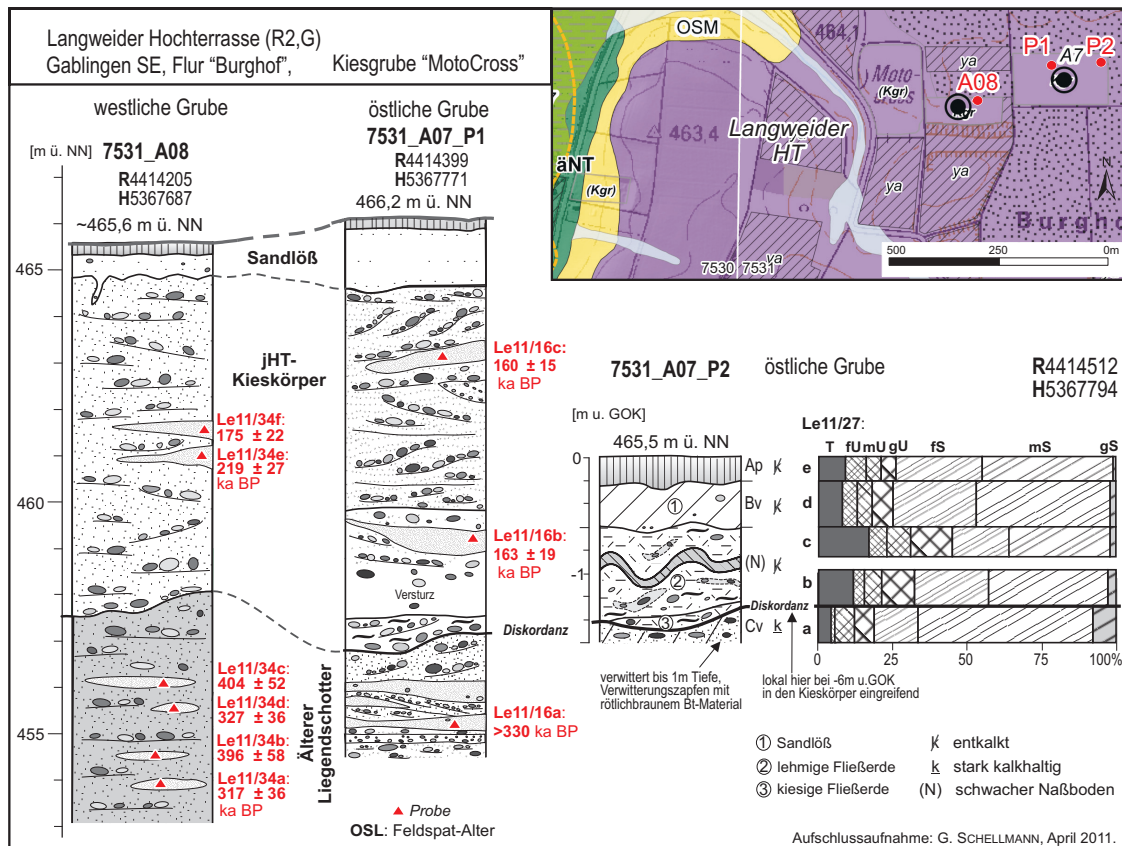 Langweider Hochterrasse (R2,G)
Gablingen SE, Flur "Burghof", Kiesgrube "MotoCross"
westliche Grube
östliche Grube
[m ü. NN] 7531_A08
R4414205
H5367687
~465,6 m ü. NN
7531_A07_P1
R4414399
H5367771
466,2 m ü. NN
465
460
455
Sandlöß
jHT-
Kieskörper
Le11/34f:
175 ± 22
Le11/34e:
219 ± 27
ka BP
Le11/34c:
404 ± 52
Le11/34d:
327 ± 36
Le11/34b:
396 ± 58
Le11/34a:
317 ± 36
ka BP
Älterer
Liegendschotter
Le11/16c:
160 ± 15
ka BP
Le11/16b:
163 ± 19
ka BP
Versturz
Diskordanz
Le11/16a:
>330 ka BP
Probe
OSL: Feldspat-Alter
OSM
464,1
Moto-
cross
(Kgr)
ya
P1
A7
P2
A08
Kgr
463,4
Langweider
HT
äNT
(Kgr)
ya
ya
ya
N
Burgho
500
250
0m
7530
7531
7531_A07_P2
östliche Grube
R4414512
H5367794
[m u. GOK]
465,5 m ü. NN
0
-1
Ap k
Bv k
(N) k
Cv k
1
2
3
Le11/27:
T fU mU gU fS mS gS
e
d
c
b
Diskordanz
a
0 25 50 75 100%
verwittert bis 1m Tiefe,
Verwitterungszapfen mit
rötlichbraunem Bt-Material
lokal hier bei -6m u.GOK
in den Kieskörper eingreifend
1 Sandlöß
2 lehmige Fließerde
3 kiesige Fließerde
k entkalkt
k stark kalkhaltig
(N) schwacher Naßboden
Aufschlussaufnahme: G. SCHELLMANN, April 2011.